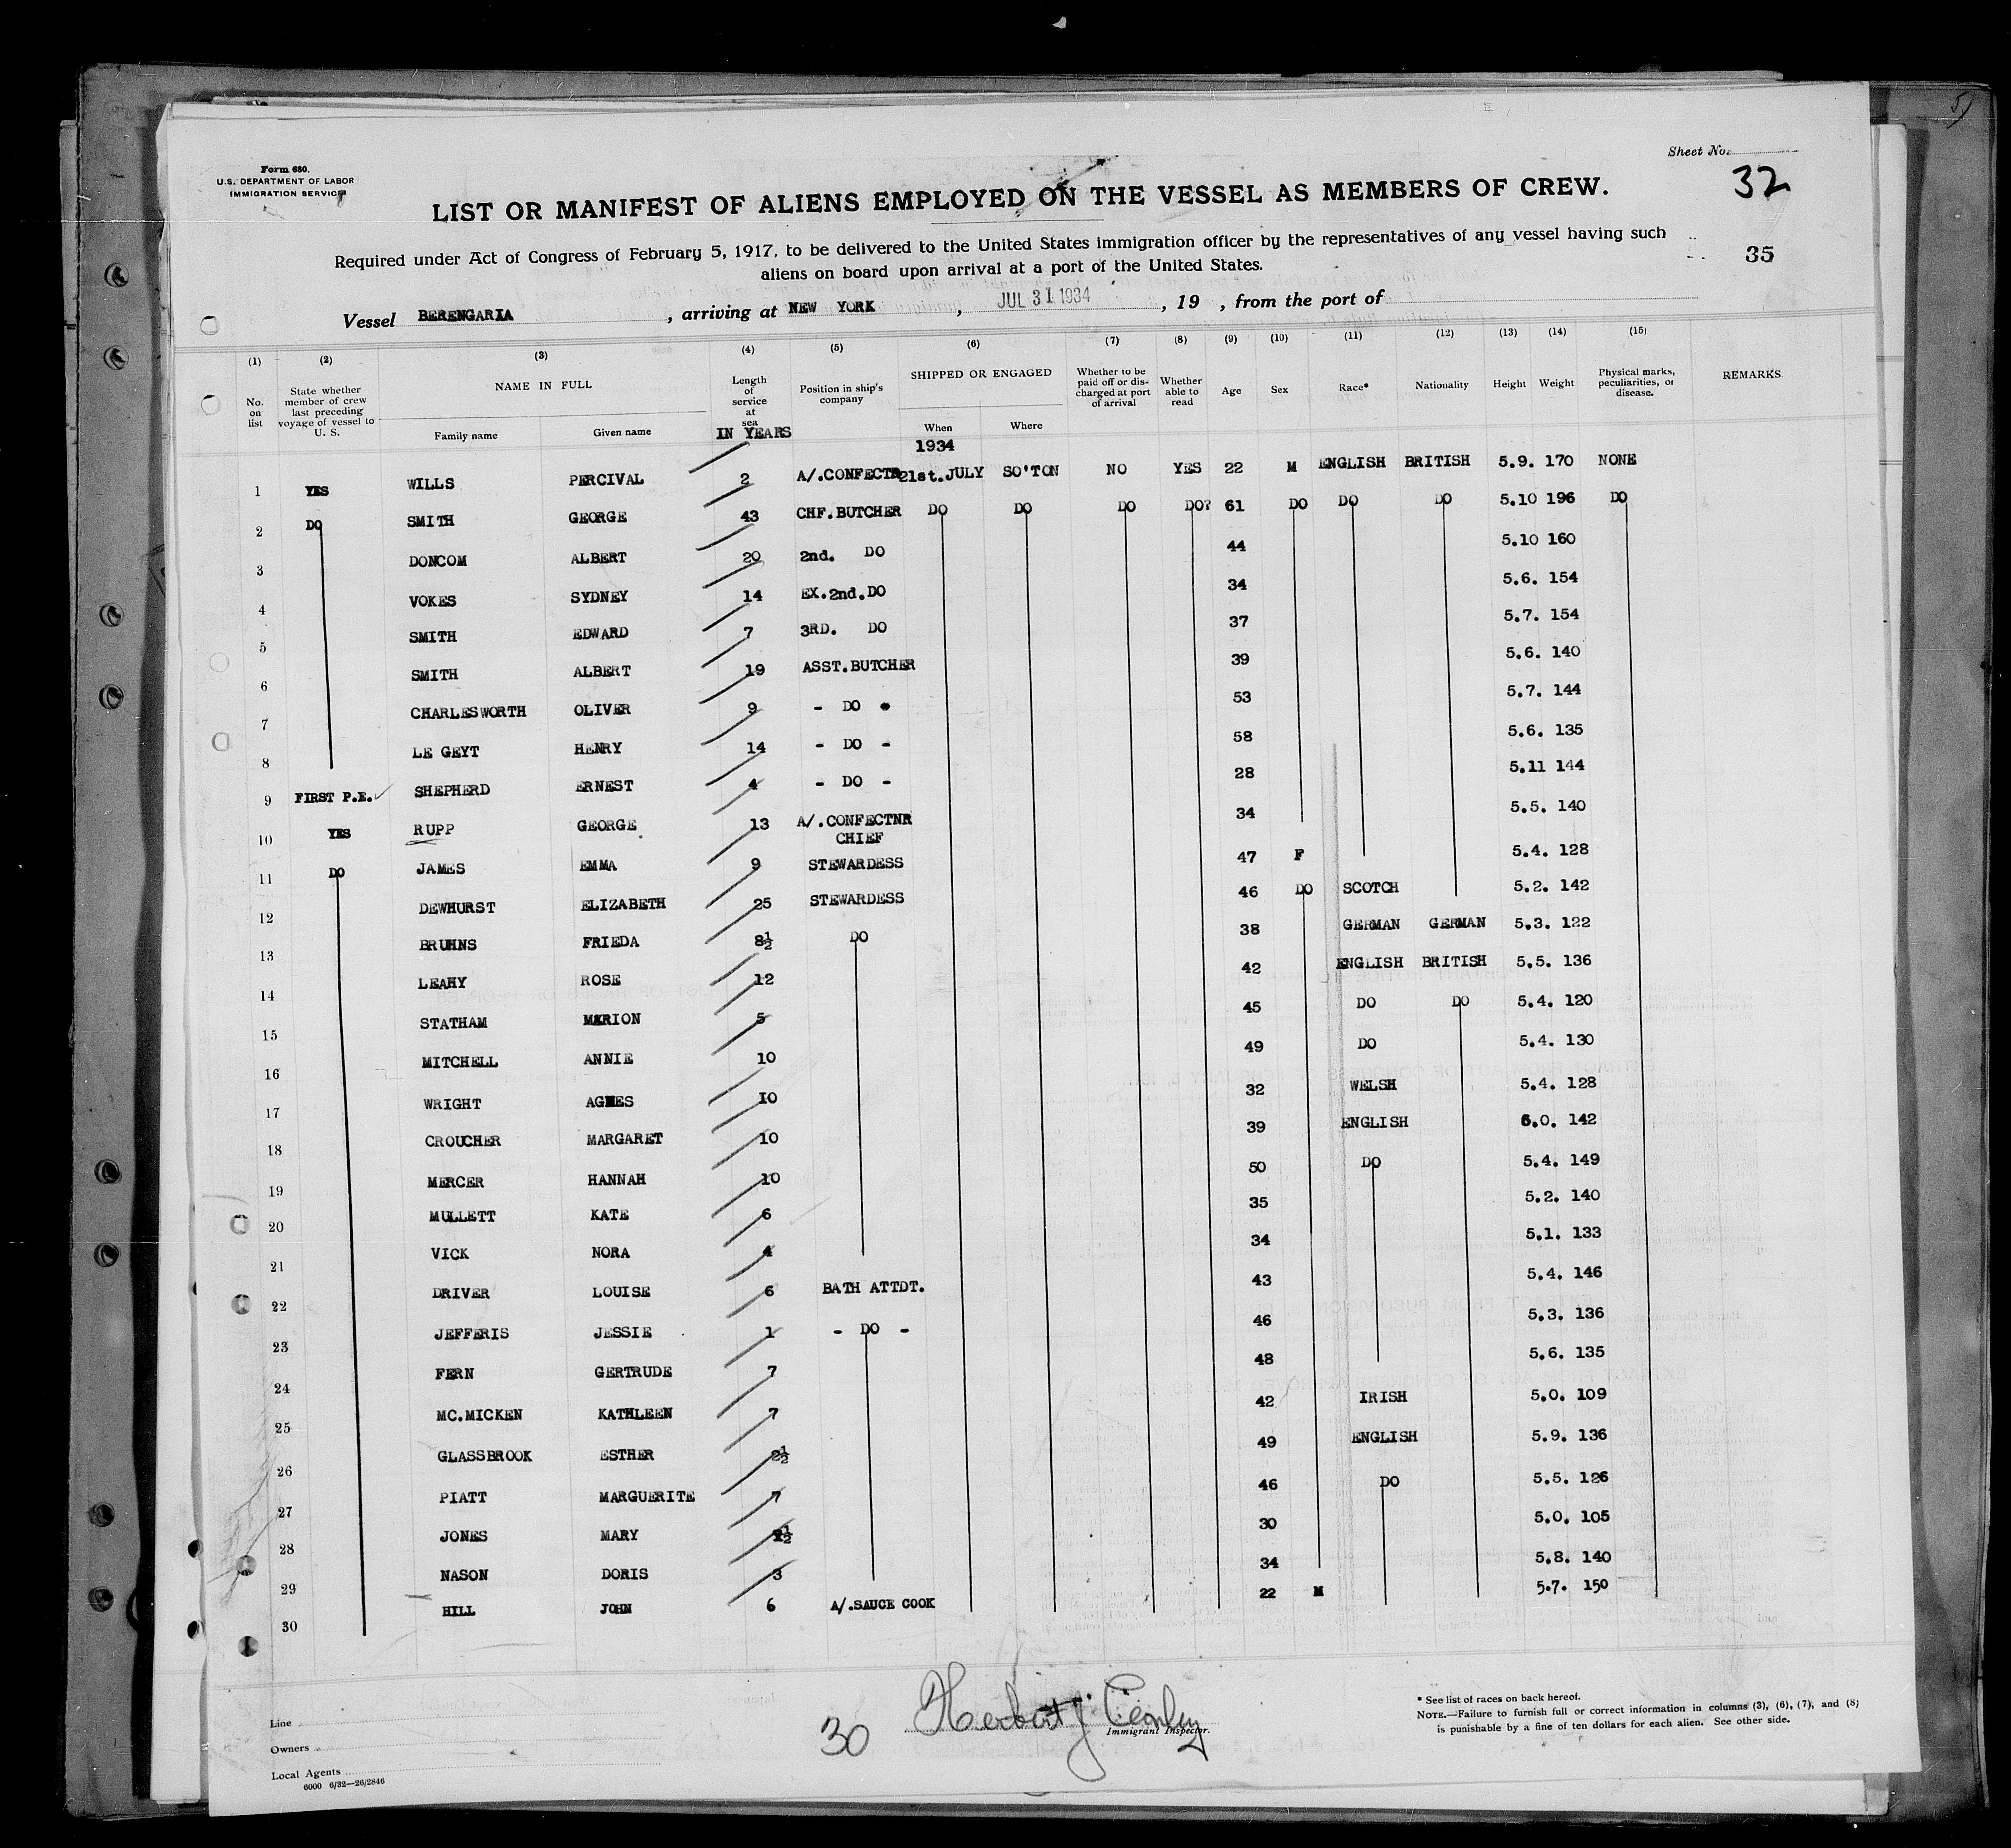 Form 680.
U.S. DEPARTMENT OF LABOR
IMMIGRATION SERVICE
Sheet No.
32
LIST OR MANIFEST OF ALIENS EMPLOYED ON THE VESSEL AS MEMBERS OF CREW.
Required under Act of Congress of February 5, 1917, to be delivered to the United States immigration officer by the representatives of any vessel having such
aliens on board upon arrival at a port of the United States.
35
Vessel BERENGARIA, arriving at NEW YORK, JUL 31 1934, 19 , from the port of
(1) (2) (3) (4) (5) (6) (7) (8) (9) (10) (11) (12) (13) (14) (15)
No. on list State whether member of crew last preceding voyage of vessel to U. S. NAME IN FULL Family name Given name Length of service at sea IN YEARS Position in ship's company SHIPPED OR ENGAGED When 1934 Where Whether to be paid off or discharged at port of arrival Whether able to read Age Sex Race* Nationality Height Weight Physical marks, peculiarities, or disease. REMARKS
1 YES WILLS PERCIVAL 2 A/.CONFECTR 21st.JULY SO'TON NO YES 22 M ENGLISH BRITISH 5.9. 170 NONE
2 DO SMITH GEORGE 43 CHF.BUTCHER DO DO DO DO? 61 DO DO DO 5.10 196 DO
3 DONCOM ALBERT 20 2nd. DO 44 5.10 160
4 VOKES SYDNEY 14 EX.2nd.DO 34 5.6. 154
5 SMITH EDWARD 7 3RD. DO 37 5.7. 154
6 SMITH ALBERT 19 ASST.BUTCHER 39 5.6. 140
7 CHARLESWORTH OLIVER 9 - DO - 53 5.7. 144
8 LE GEYT HENRY 14 - DO - 58 5.6. 135
9 FIRST P.E. SHEPHERD ERNEST 4 - DO - 28 5.11 144
10 YES RUPP GEORGE 13 A/.CONFECTNR 34 5.5. 140
11 DO JAMES EMMA 9 CHIEF STEWARDESS 47 F 5.4. 128
12 DEWHURST ELIZABETH 25 STEWARDESS 46 DO SCOTCH 5.2. 142
13 BRUHNS FRIEDA 8½ DO 38 GERMAN GERMAN 5.3. 122
14 LEAHY ROSE 12 42 ENGLISH BRITISH 5.5. 136
15 STATHAM MARION 5 45 DO DO 5.4. 120
16 MITCHELL ANNIE 10 49 DO 5.4. 130
17 WRIGHT AGNES IO 32 WELSH 5.4. 128
18 CROUCHER MARGARET 10 39 ENGLISH 142
19 MERCER HANNAH 10 50 DO 5.4. 149
20 MULLETT KATE 6 35 5.2. 140
21 VICK NORA 4 34 5.1. 133
22 DRIVER LOUISE 6 BATH ATTDT. 43 5.4. 146
23 JEFFERIS JESSIE 1 - DO - 46 5.3. 136
24 FERN GERTRUDE 7 48 5.6. 135
25 MC.MICKEN KATHLEEN 7 42 IRISH 5.0. 109
26 GLASSBROOK ESTHER 2½ 49 ENGLISH 5.9. 136
27 PIATT MARGUERITE 7 46 DO 5.5. 126
28 JONES MARY 30 5.0. 105
29 NASON DORIS 3 34 5.8. 140
30 HILL JOHN 6 A/.SAUCE COOK 22 M 5.7. 150
Line
Owners
Local Agents
6000 6/32—26/2846
30
Herbert J
Immigrant Inspector.
* See list of races on back hereof.
NOTE.—Failure to furnish full or correct information in columns (3), (6), (7), and (8)
is punishable by a fine of ten dollars for each alien. See other side.